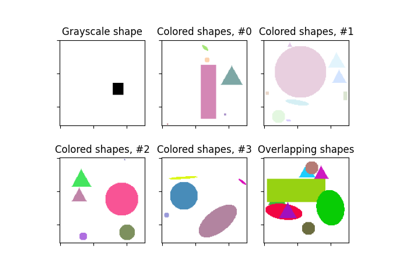 Grayscale shape
Colored shapes, #0
Colored shapes, #1
Colored shapes, #2
Colored shapes, #3
Overlapping shapes